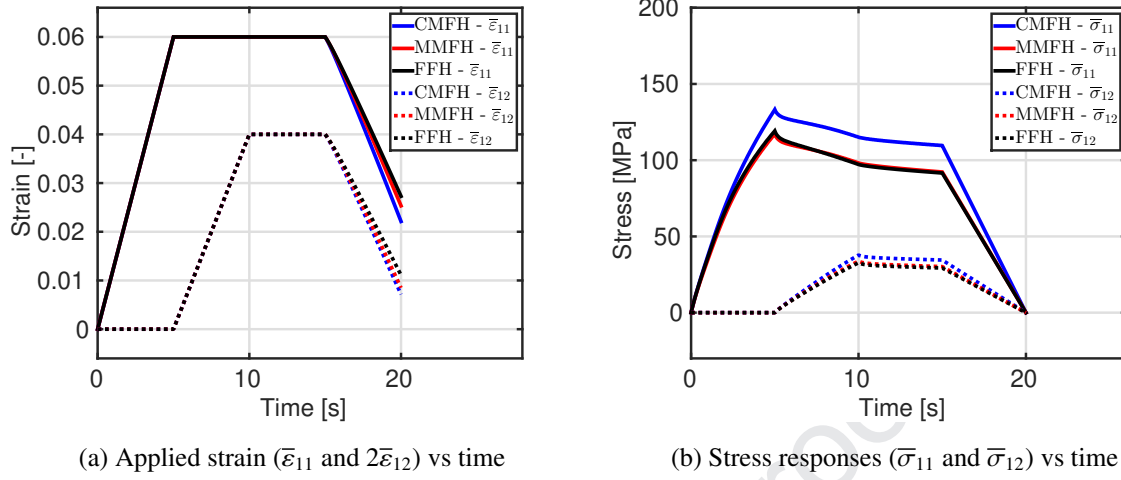 0.06
0.05
0.04
0.03
0.02
0.01
0
Strain [-]
0
10
20
Time [s]
CMFH - ε̅₁₁
MMFH - ε̅₁₁
FFH - ε̅₁₁
CMFH - ε̅₁₂
MMFH - ε̅₁₂
FFH - ε̅₁₂
(a) Applied strain (ε̅₁₁ and 2ε̅₁₂) vs time
200
150
100
50
0
Stress [MPa]
0
10
20
Time [s]
CMFH - σ̅₁₁
MMFH - σ̅₁₁
FFH - σ̅₁₁
CMFH - σ̅₁₂
MMFH - σ̅₁₂
FFH - σ̅₁₂
(b) Stress responses (σ̅₁₁ and σ̅₁₂) vs time